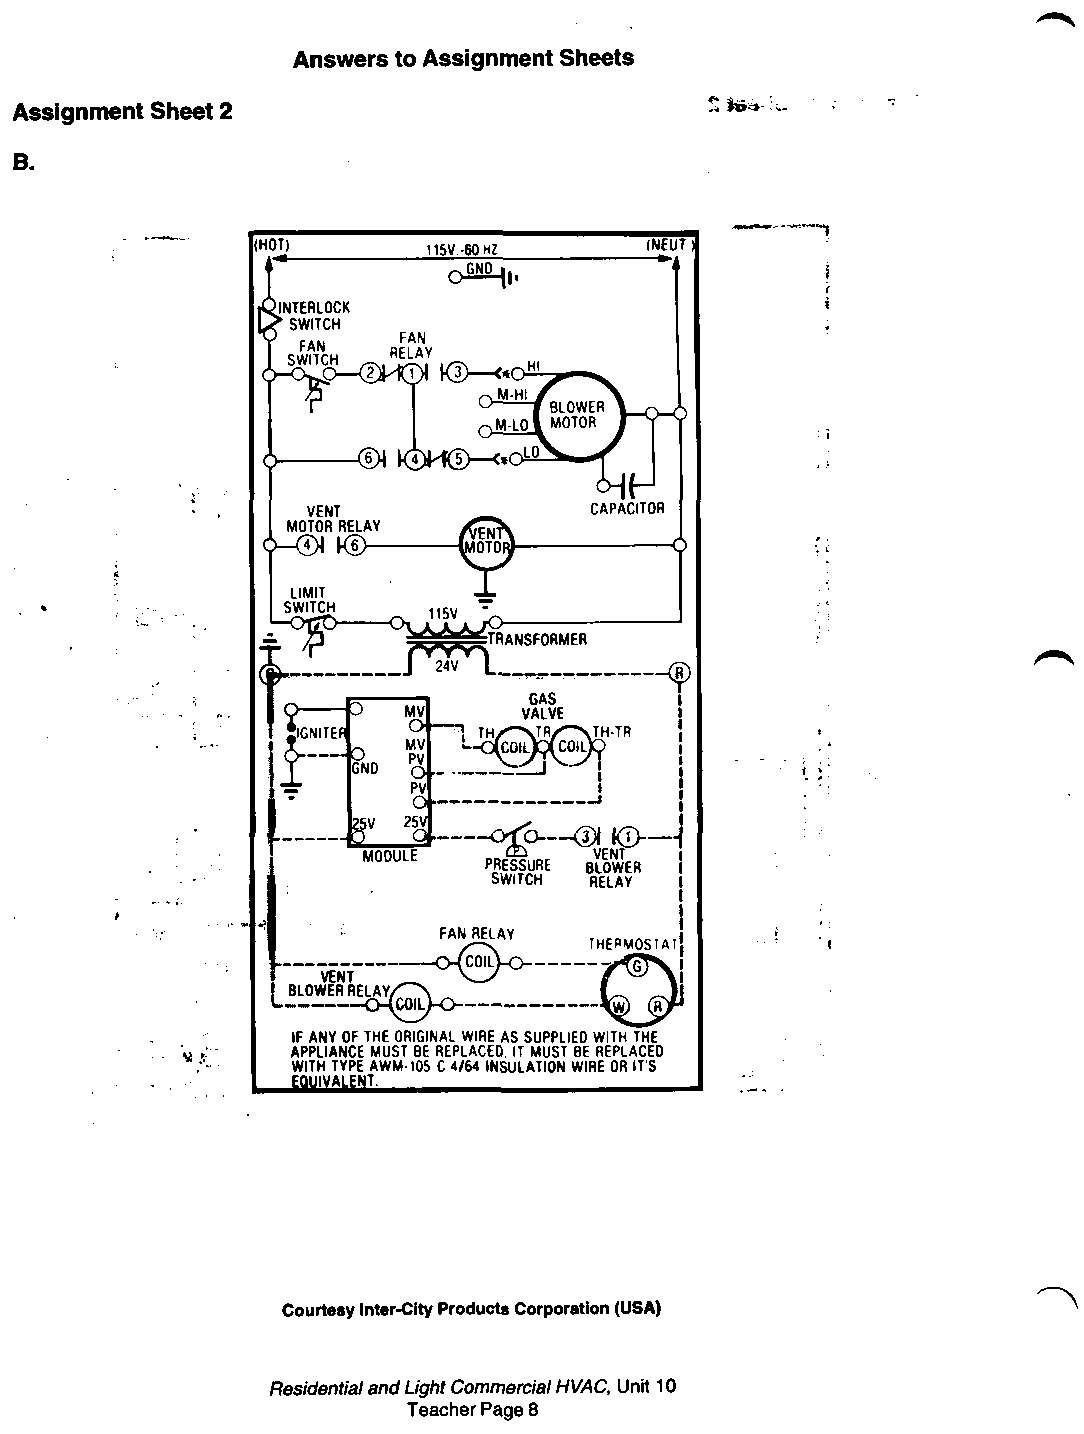 Answers to Assignment Sheets
Assignment Sheet 2
B.
(HOT)
115V.-60 HZ
(NEUT.)
GND
INTERLOCK
SWITCH
FAN
SWITCH
FAN
RELAY
2 1 3
HI
M-HI
M-LO
BLOWER
MOTOR
6 4 5
LO
CAPACITOR
VENT
MOTOR RELAY
4 6
VENT
MOTOR
LIMIT
SWITCH
115V
TRANSFORMER
24V
R
GAS
VALVE
MV
TH
TR
TH-TR
COIL
COIL
IGNITER
MV
PV
GND
PV
25V
25V
MODULE
P
PRESSURE
SWITCH
3 1
VENT
BLOWER
RELAY
FAN RELAY
COIL
THERMOSTAT
G
VENT
BLOWER RELAY
COIL
W
R
IF ANY OF THE ORIGINAL WIRE AS SUPPLIED WITH THE
APPLIANCE MUST BE REPLACED, IT MUST BE REPLACED
WITH TYPE AWM-105 C 4/64 INSULATION WIRE OR IT'S
EQUIVALENT.
Courtesy Inter-City Products Corporation (USA)
Residential and Light Commercial HVAC, Unit 10
Teacher Page 8